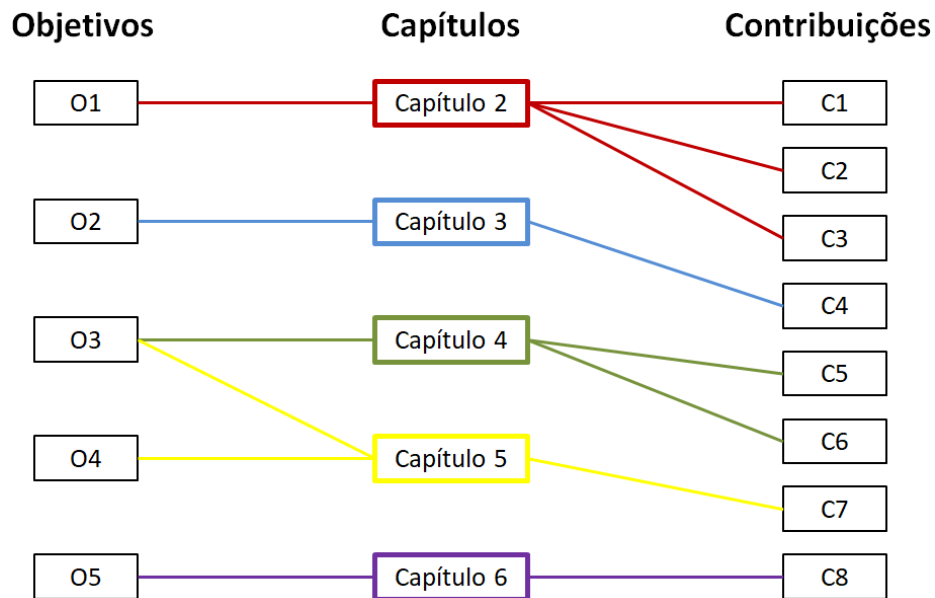 Objetivos Capítulos Contribuições
O1 Capítulo 2 C1
C2
O2 Capítulo 3 C3
C4
O3 Capítulo 4 C5
C6
O4 Capítulo 5 C7
O5 Capítulo 6 C8